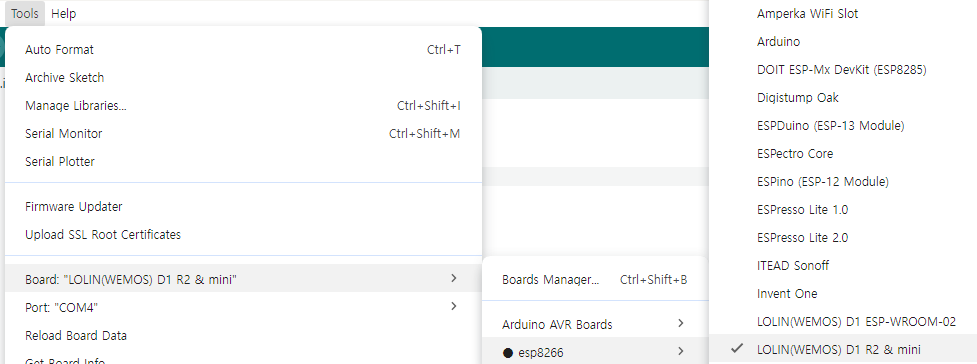 Tools Help
Auto Format Ctrl+T
Archive Sketch
Manage Libraries... Ctrl+Shift+I
Serial Monitor Ctrl+Shift+M
Serial Plotter
Firmware Updater
Upload SSL Root Certificates
Board: "LOLIN(WEMOS) D1 R2 & mini"
Port: "COM4"
Reload Board Data
Get Board Info
Boards Manager... Ctrl+Shift+B
Arduino AVR Boards
esp8266
Amperka WiFi Slot
Arduino
DOIT ESP-Mx DevKit (ESP8285)
Digistump Oak
ESPDuino (ESP-13 Module)
ESPectro Core
ESPino (ESP-12 Module)
ESPresso Lite 1.0
ESPresso Lite 2.0
ITEAD Sonoff
Invent One
LOLIN(WEMOS) D1 ESP-WROOM-02
LOLIN(WEMOS) D1 R2 & mini